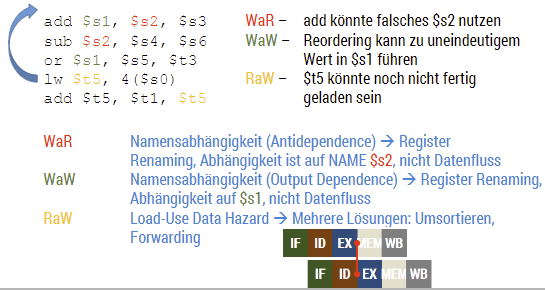 add $s1, $s2, $s3
sub $s2, $s4, $s6
or $s1, $s5, $t3
lw $t5, 4($s0)
add $t5, $t1, $t5
WaR – add könnte falsches $s2 nutzen
WaW – Reordering kann zu uneindeutigem
Wert in $s1 führen
RaW – $t5 könnte noch nicht fertig
geladen sein
WaR Namensabhängigkeit (Antidependence) → Register
Renaming, Abhängigkeit ist auf NAME $s2, nicht Datenfluss
WaW Namensabhängigkeit (Output Dependence) → Register Renaming,
Abhängigkeit auf $s1, nicht Datenfluss
RaW Load-Use Data Hazard → Mehrere Lösungen: Umsortieren,
Forwarding
IF ID EX MEM WB
IF ID EX MEM WB